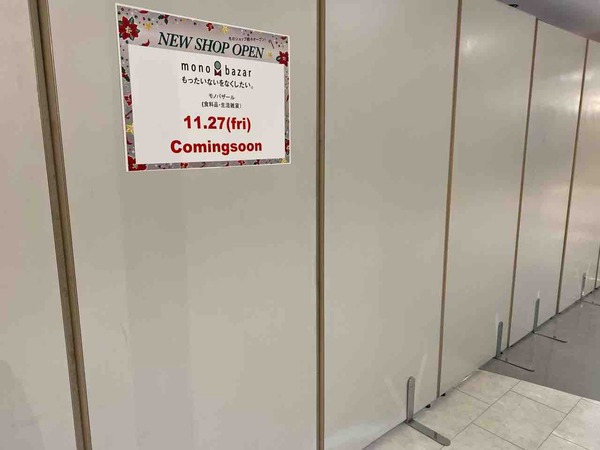 NEW SHOP OPEN
mono bazar
もったいないをなくしたい。
モノバザール
(食料品・生活雑貨)
11.27(fri)
Comingsoon